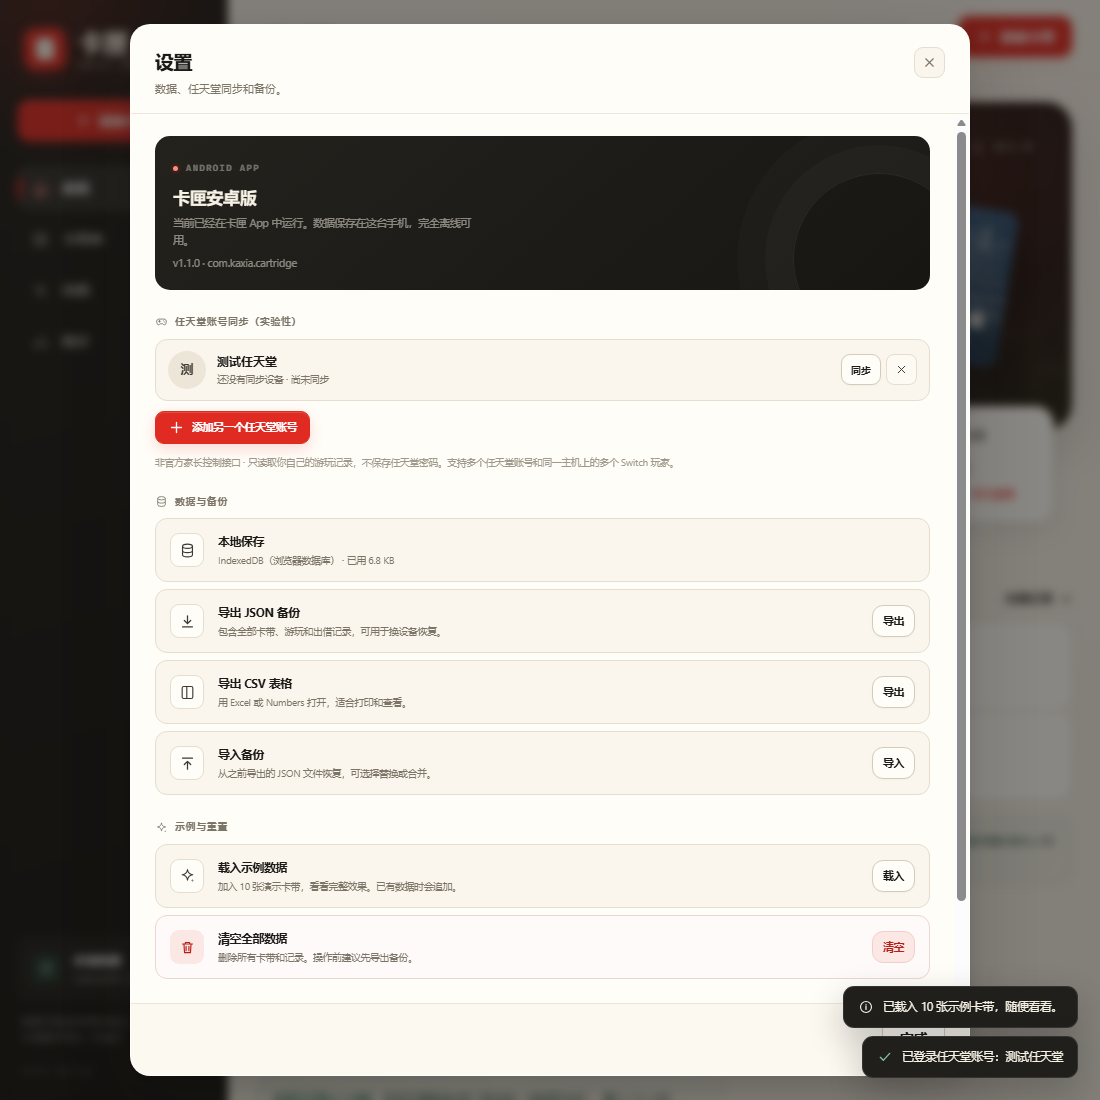 设置
数据、任天堂同步和备份。
ANDROID APP
卡匣安卓版
当前已经在卡匣 App 中运行。数据保存在这台手机，完全离线可
用。
v1.1.0 · com.kaxia.cartridge
任天堂账号同步（实验性）
测
测试任天堂
还没有同步设备 · 尚未同步
同步
添加另一个任天堂账号
非官方家长控制接口 · 只读取你自己的游玩记录，不保存任天堂密码。支持多个任天堂账号和同一主机上的多个 Switch 玩家。
数据与备份
本地保存
IndexedDB（浏览器数据库） · 已用 6.8 KB
导出 JSON 备份
包含全部卡带、游玩和出借记录，可用于换设备恢复。
导出
导出 CSV 表格
用 Excel 或 Numbers 打开，适合打印和查看。
导出
导入备份
从之前导出的 JSON 文件恢复，可选择替换或合并。
导入
示例与重置
载入示例数据
加入 10 张演示卡带，看看完整效果。已有数据时会追加。
载入
清空全部数据
删除所有卡带和记录。操作前建议先导出备份。
清空
已载入 10 张示例卡带，随便看看。
已登录任天堂账号：测试任天堂